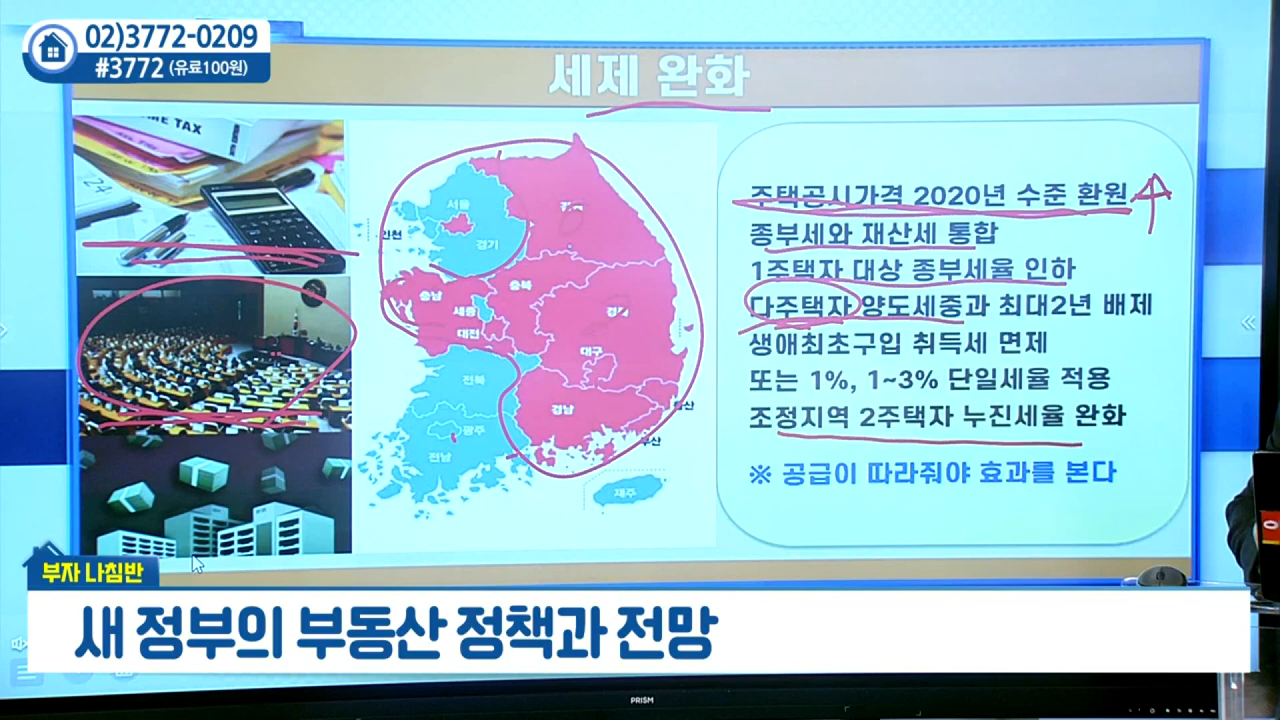 02)3772-0209
#3772 (유료100원)
세제 완화
ME TAX
24
서울
인천
경기
강원
충남
충북
세종
대전
경북
대구
전북
경남
울산
부산
광주
전남
제주
주택공시가격 2020년 수준 환원
종부세와 재산세 통합
1주택자 대상 종부세율 인하
다주택자 양도세중과 최대2년 배제
생애최초구입 취득세 면제
또는 1%, 1~3% 단일세율 적용
조정지역 2주택자 누진세율 완화
※ 공급이 따라줘야 효과를 본다
부자 나침반
새 정부의 부동산 정책과 전망
PRISM